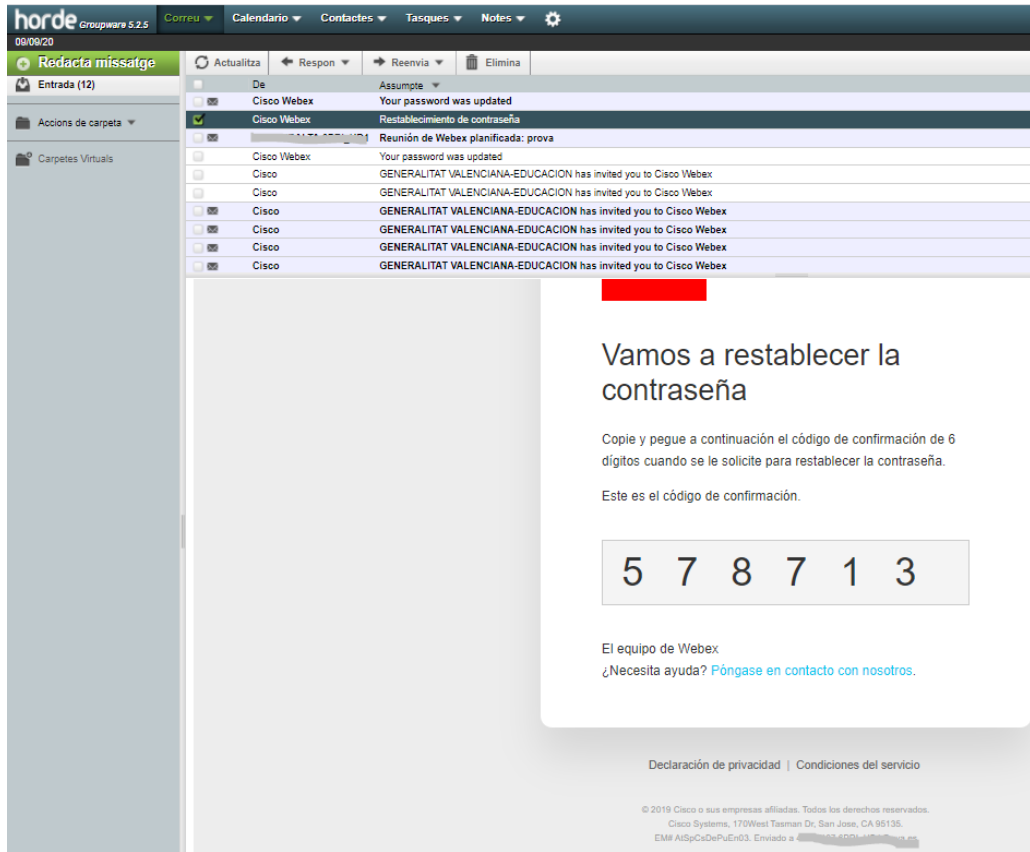 horde Groupware 5.2.5 Correu Calendario Contactes Tasques Notes
09/09/20
Redacta missatge Actualitza Respon Reenvia Elimina
Entrada (12) De Assumpte
Cisco Webex Your password was updated
Accions de carpeta Cisco Webex Restablecimiento de contraseña
Reunión de Webex planificada: prova
Carpetes Virtuals Cisco Webex Your password was updated
Cisco GENERALITAT VALENCIANA-EDUCACION has invited you to Cisco Webex
Cisco GENERALITAT VALENCIANA-EDUCACION has invited you to Cisco Webex
Cisco GENERALITAT VALENCIANA-EDUCACION has invited you to Cisco Webex
Cisco GENERALITAT VALENCIANA-EDUCACION has invited you to Cisco Webex
Cisco GENERALITAT VALENCIANA-EDUCACION has invited you to Cisco Webex
Cisco GENERALITAT VALENCIANA-EDUCACION has invited you to Cisco Webex
Vamos a restablecer la
contraseña
Copie y pegue a continuación el código de confirmación de 6
dígitos cuando se le solicite para restablecer la contraseña.
Este es el código de confirmación.
5 7 8 7 1 3
El equipo de Webex
¿Necesita ayuda? Póngase en contacto con nosotros.
Declaración de privacidad | Condiciones del servicio
© 2019 Cisco o sus empresas afiliadas. Todos los derechos reservados.
Cisco Systems, 170West Tasman Dr, San Jose, CA 95135.
EM# AtSpCsDePuEn03. Enviado a